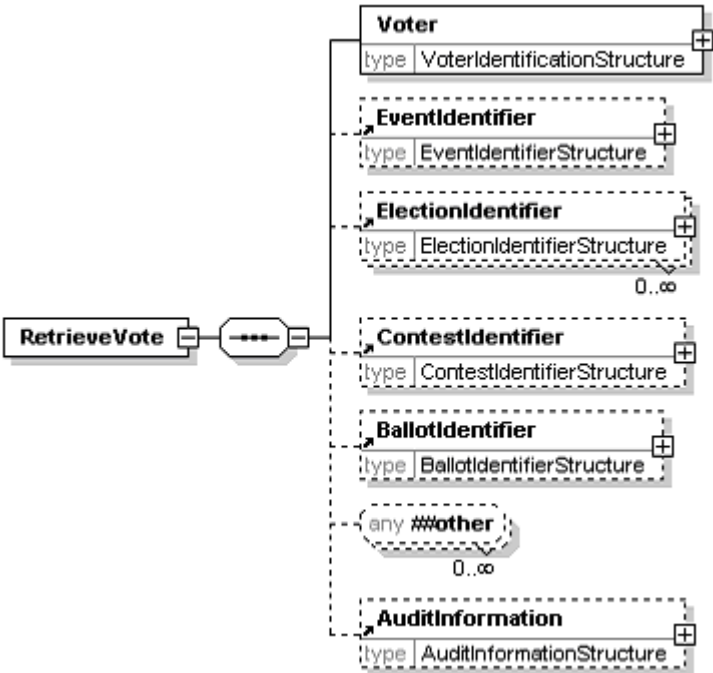 Voter
type VoterIdentificationStructure
EventIdentifier
type EventIdentifierStructure
ElectionIdentifier
type ElectionIdentifierStructure
0..∞
RetrieveVote
ContestIdentifier
type ContestIdentifierStructure
BallotIdentifier
type BallotIdentifierStructure
any ##other
0..∞
AuditInformation
type AuditInformationStructure